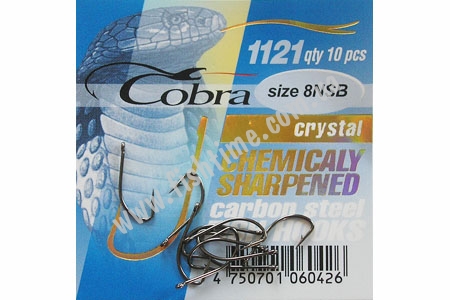 1121 qty 10 pcs
Cobra
size 8NSB
crystal
CHEMICALY
SHARPENED
carbon steel
HOOKS
4 750701 060426